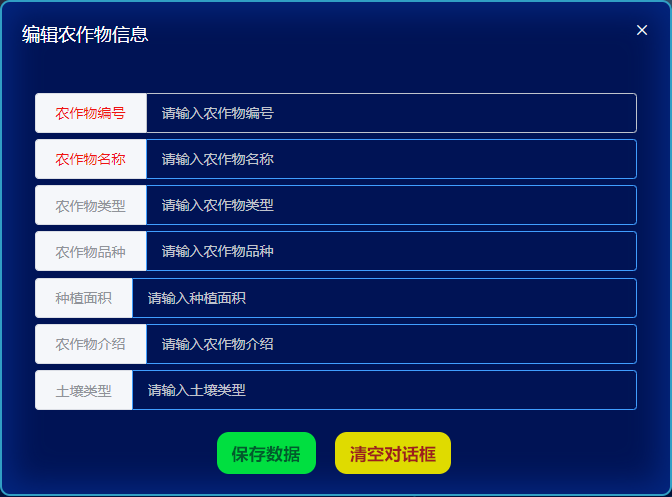 编辑农作物信息
农作物编号 请输入农作物编号
农作物名称 请输入农作物名称
农作物类型 请输入农作物类型
农作物品种 请输入农作物品种
种植面积 请输入种植面积
农作物介绍 请输入农作物介绍
土壤类型 请输入土壤类型
保存数据 清空对话框